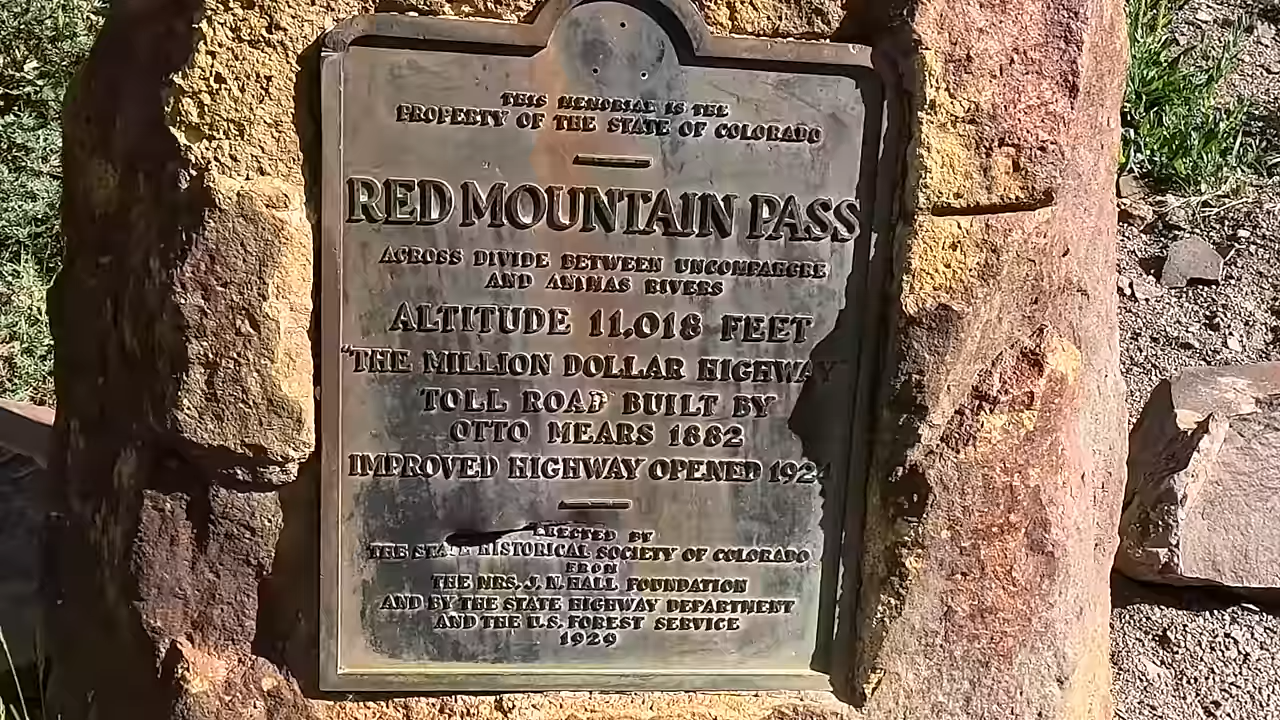 THIS MEMORIAL IS THE
PROPERTY OF THE STATE OF COLORADO
RED MOUNTAIN PASS
ACROSS DIVIDE BETWEEN UNCOMPAHGRE
AND ANIMAS RIVERS
ALTITUDE 11,018 FEET
"THE MILLION DOLLAR HIGHWAY"
TOLL ROAD BUILT BY
OTTO MEARS 1882
IMPROVED HIGHWAY OPENED 1924
ERECTED BY
THE STATE HISTORICAL SOCIETY OF COLORADO
FROM
THE MRS. J. N. HALL FOUNDATION
AND BY THE STATE HIGHWAY DEPARTMENT
AND THE U.S. FOREST SERVICE
1929